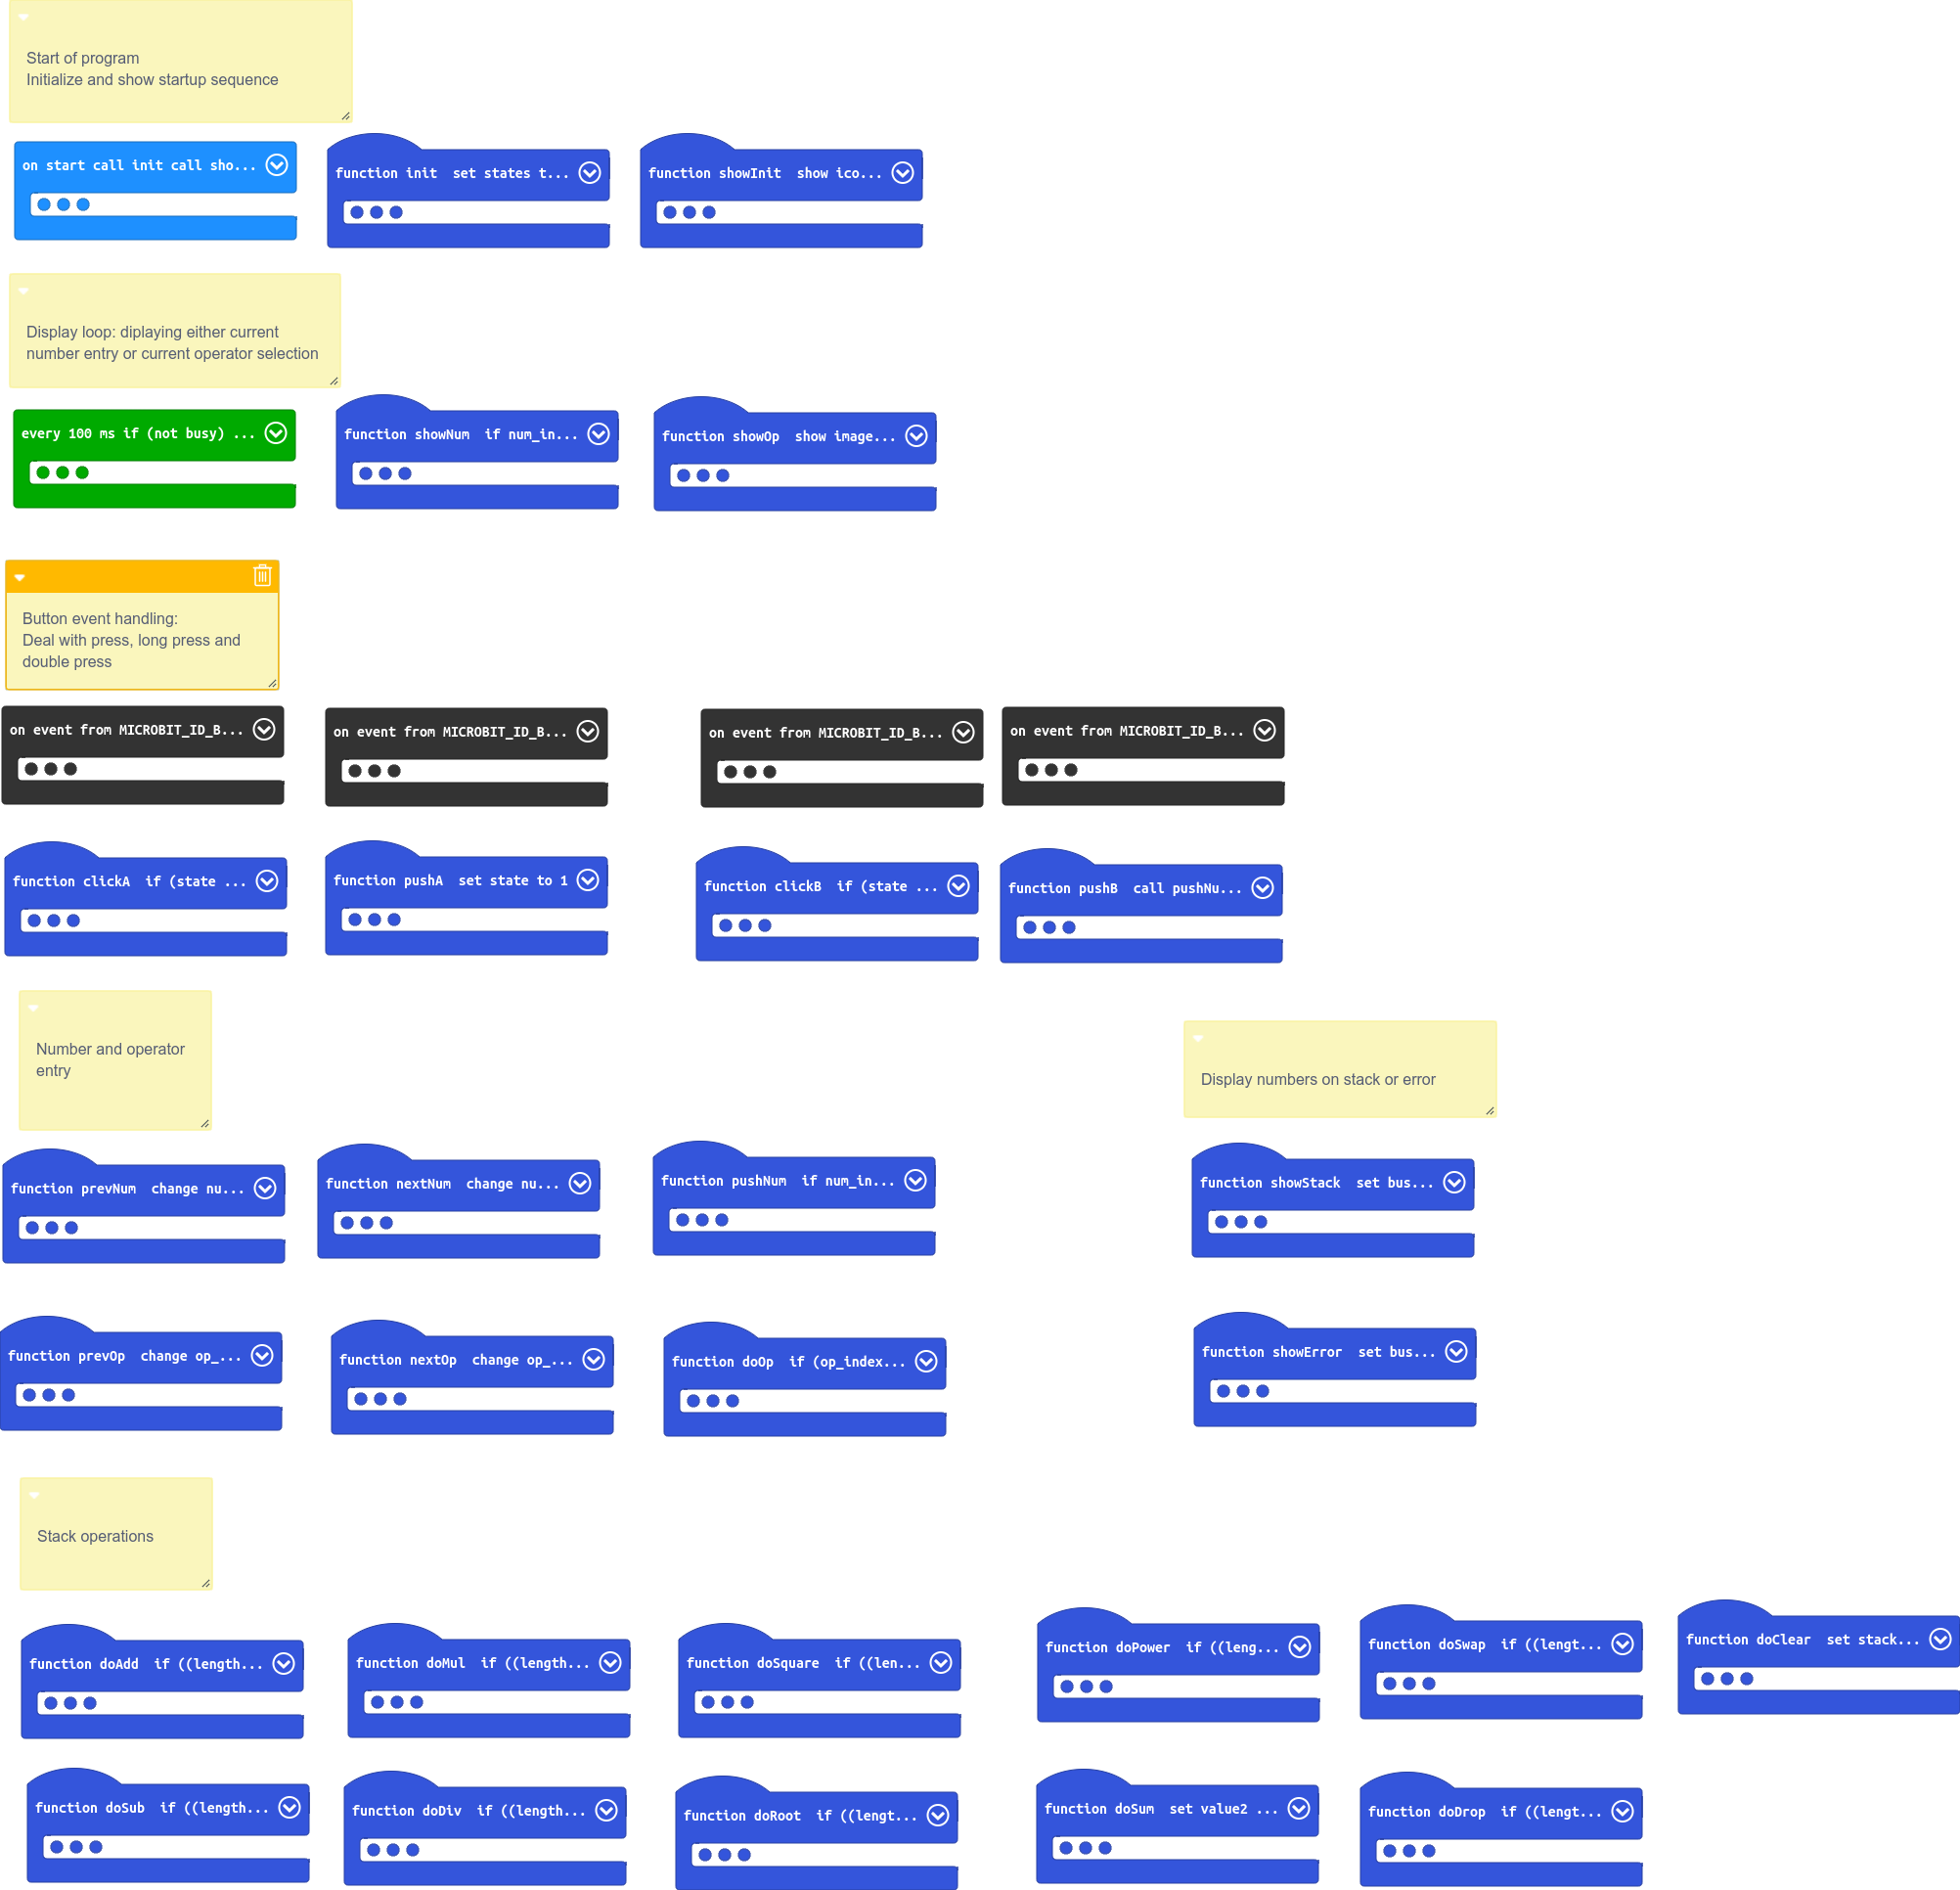 Start of program
Initialize and show startup sequence
on start call init call sho...
function init  set states t...
function showInit  show ico...
Display loop: diplaying either current
number entry or current operator selection
every 100 ms if (not busy) ...
function showNum  if num_in...
function showOp  show image...
Button event handling:
Deal with press, long press and
double press
on event from MICROBIT_ID_B...
on event from MICROBIT_ID_B...
on event from MICROBIT_ID_B...
on event from MICROBIT_ID_B...
function clickA  if (state ...
function pushA  set state to 1
function clickB  if (state ...
function pushB  call pushNu...
Number and operator
entry
Display numbers on stack or error
function prevNum  change nu...
function nextNum  change nu...
function pushNum  if num_in...
function showStack  set bus...
function prevOp  change op_...
function nextOp  change op_...
function doOp  if (op_index...
function showError  set bus...
Stack operations
function doAdd  if ((length...
function doMul  if ((length...
function doSquare  if ((len...
function doPower  if ((leng...
function doSwap  if ((lengt...
function doClear  set stack...
function doSub  if ((length...
function doDiv  if ((length...
function doRoot  if ((lengt...
function doSum  set value2 ...
function doDrop  if ((lengt...